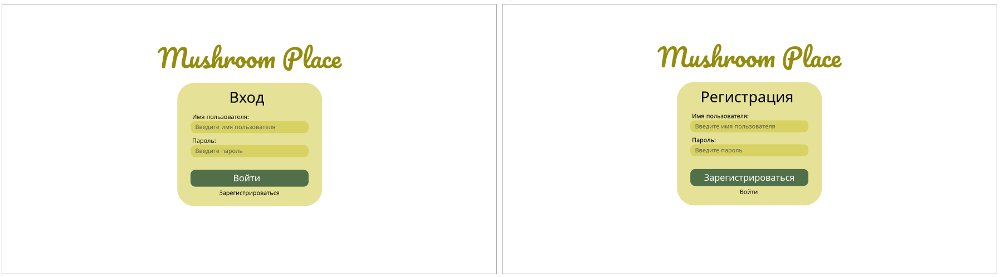 Mushroom Place
Вход
Имя пользователя:
Введите имя пользователя
Пароль:
Введите пароль
Войти
Зарегистрироваться
Mushroom Place
Регистрация
Имя пользователя:
Введите имя пользователя
Пароль:
Введите пароль
Зарегистрироваться
Войти